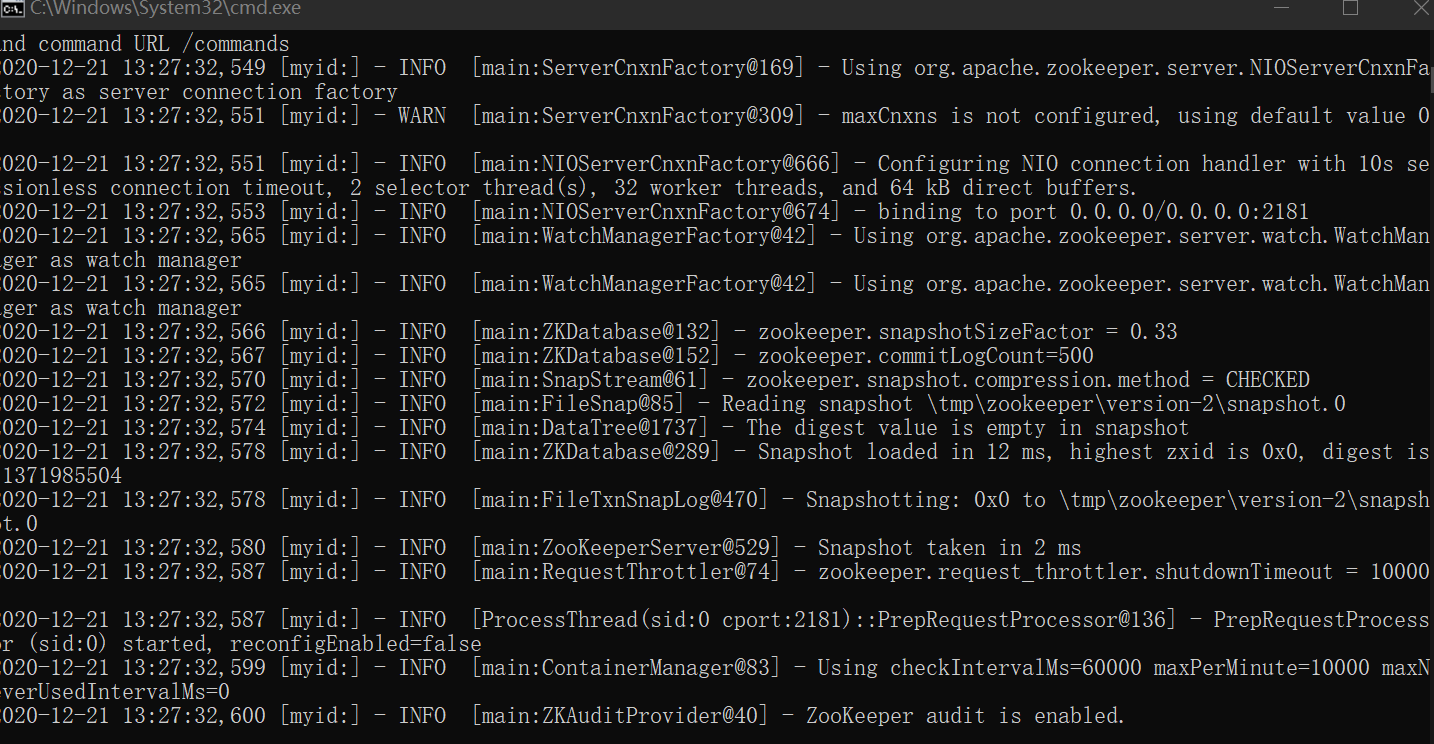 C:\Windows\System32\cmd.exe
nd command URL /commands
020-12-21 13:27:32,549 [myid:] - INFO  [main:ServerCnxnFactory@169] - Using org.apache.zookeeper.server.NIOServerCnxnFa
tory as server connection factory
020-12-21 13:27:32,551 [myid:] - WARN  [main:ServerCnxnFactory@309] - maxCnxns is not configured, using default value 0
020-12-21 13:27:32,551 [myid:] - INFO  [main:NIOServerCnxnFactory@666] - Configuring NIO connection handler with 10s se
sionless connection timeout, 2 selector thread(s), 32 worker threads, and 64 kB direct buffers.
020-12-21 13:27:32,553 [myid:] - INFO  [main:NIOServerCnxnFactory@674] - binding to port 0.0.0.0/0.0.0.0:2181
020-12-21 13:27:32,565 [myid:] - INFO  [main:WatchManagerFactory@42] - Using org.apache.zookeeper.server.watch.WatchMan
ger as watch manager
020-12-21 13:27:32,565 [myid:] - INFO  [main:WatchManagerFactory@42] - Using org.apache.zookeeper.server.watch.WatchMan
ger as watch manager
020-12-21 13:27:32,566 [myid:] - INFO  [main:ZKDatabase@132] - zookeeper.snapshotSizeFactor = 0.33
020-12-21 13:27:32,567 [myid:] - INFO  [main:ZKDatabase@152] - zookeeper.commitLogCount=500
020-12-21 13:27:32,570 [myid:] - INFO  [main:SnapStream@61] - zookeeper.snapshot.compression.method = CHECKED
020-12-21 13:27:32,572 [myid:] - INFO  [main:FileSnap@85] - Reading snapshot \tmp\zookeeper\version-2\snapshot.0
020-12-21 13:27:32,574 [myid:] - INFO  [main:DataTree@1737] - The digest value is empty in snapshot
020-12-21 13:27:32,578 [myid:] - INFO  [main:ZKDatabase@289] - Snapshot loaded in 12 ms, highest zxid is 0x0, digest is
1371985504
020-12-21 13:27:32,578 [myid:] - INFO  [main:FileTxnSnapLog@470] - Snapshotting: 0x0 to \tmp\zookeeper\version-2\snapsh
t.0
020-12-21 13:27:32,580 [myid:] - INFO  [main:ZooKeeperServer@529] - Snapshot taken in 2 ms
020-12-21 13:27:32,587 [myid:] - INFO  [main:RequestThrottler@74] - zookeeper.request_throttler.shutdownTimeout = 10000
020-12-21 13:27:32,587 [myid:] - INFO  [ProcessThread(sid:0 cport:2181)::PrepRequestProcessor@136] - PrepRequestProcess
r (sid:0) started, reconfigEnabled=false
020-12-21 13:27:32,599 [myid:] - INFO  [main:ContainerManager@83] - Using checkIntervalMs=60000 maxPerMinute=10000 maxN
verUsedIntervalMs=0
020-12-21 13:27:32,600 [myid:] - INFO  [main:ZKAuditProvider@40] - ZooKeeper audit is enabled.